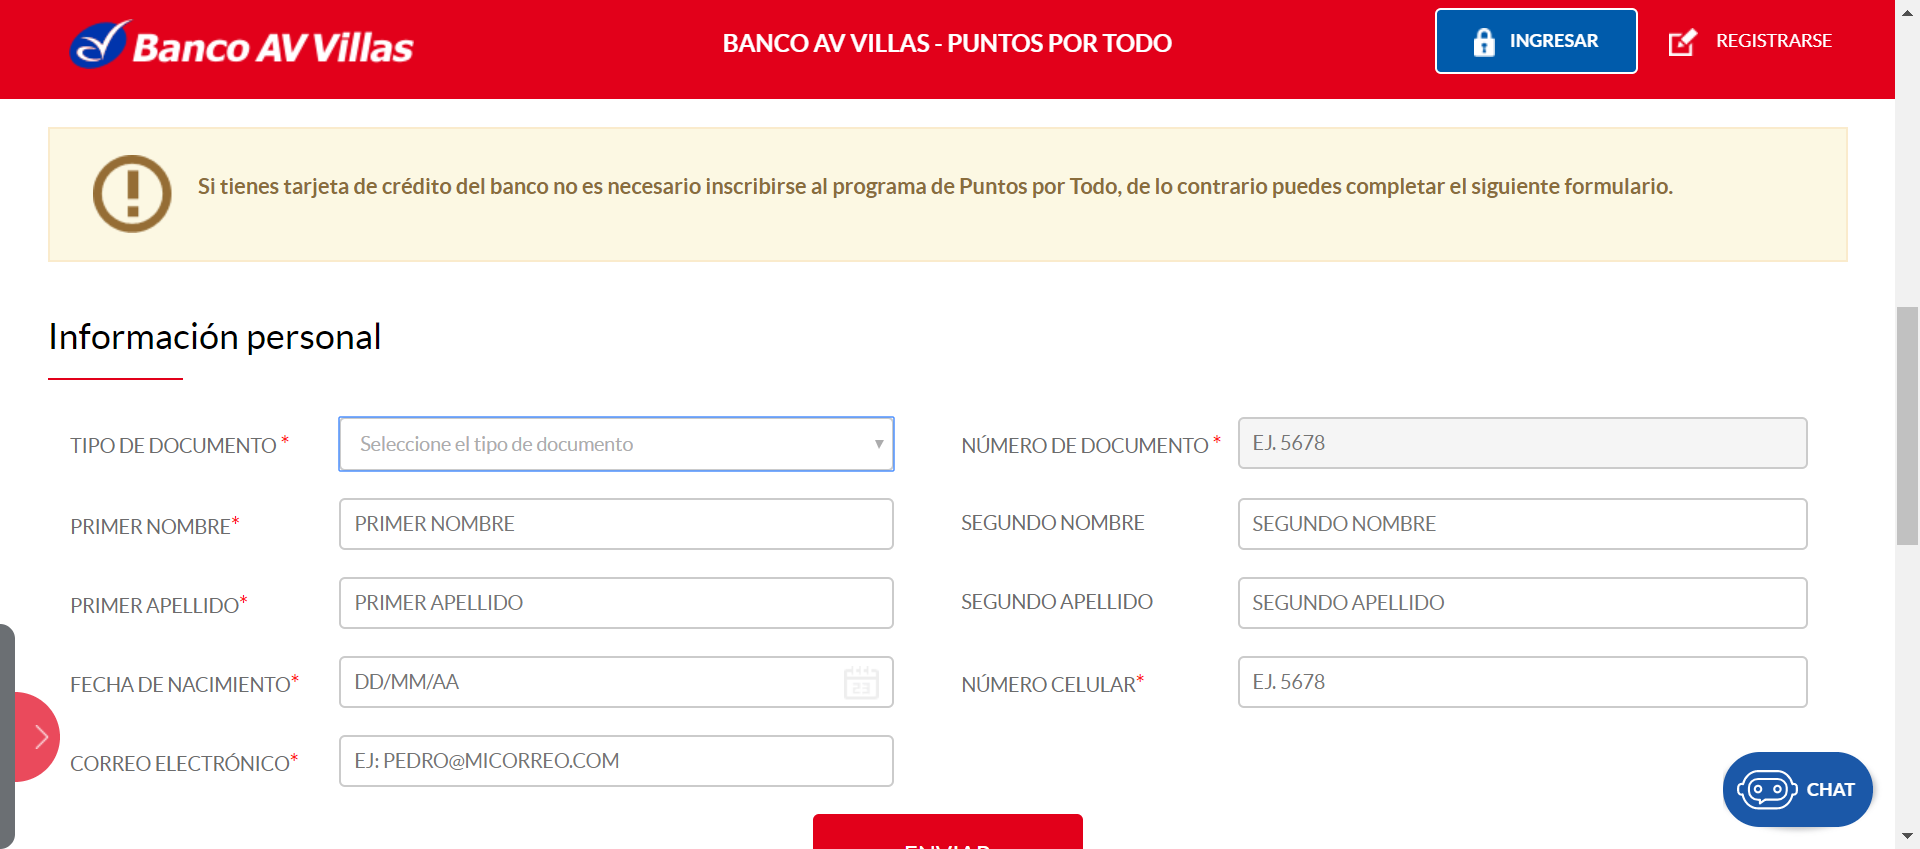 Banco AV Villas
BANCO AV VILLAS - PUNTOS POR TODO
INGRESAR
REGISTRARSE
Si tienes tarjeta de crédito del banco no es necesario inscribirse al programa de Puntos por Todo, de lo contrario puedes completar el siguiente formulario.
Información personal
TIPO DE DOCUMENTO *
Seleccione el tipo de documento
NÚMERO DE DOCUMENTO *
EJ. 5678
PRIMER NOMBRE*
PRIMER NOMBRE
SEGUNDO NOMBRE
SEGUNDO NOMBRE
PRIMER APELLIDO*
PRIMER APELLIDO
SEGUNDO APELLIDO
SEGUNDO APELLIDO
FECHA DE NACIMIENTO*
DD/MM/AA
23
NÚMERO CELULAR*
EJ. 5678
CORREO ELECTRÓNICO*
EJ: PEDRO@MICORREO.COM
CHAT
ENVIAR